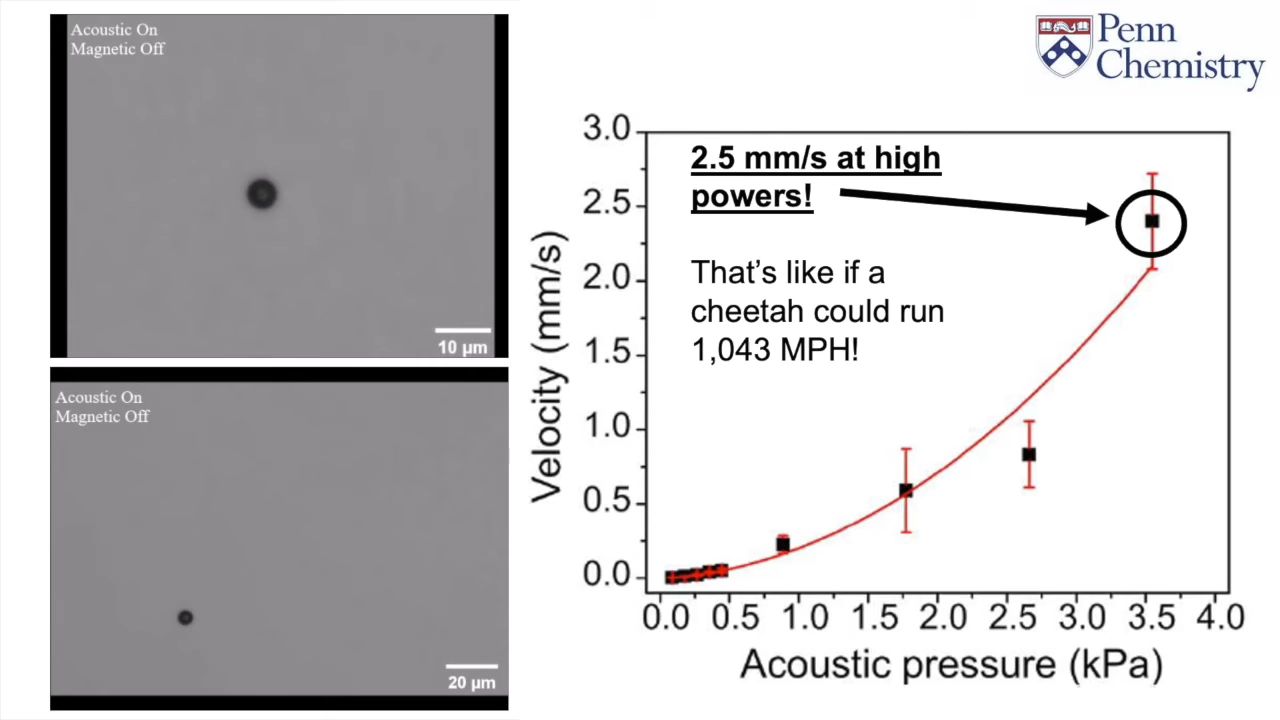 Acoustic On
Magnetic Off
10 µm
Acoustic On
Magnetic Off
20 µm
Penn
Chemistry
2.5 mm/s at high
powers!
That's like if a
cheetah could run
1,043 MPH!
Velocity (mm/s)
3.0
2.5
2.0
1.5
1.0
0.5
0.0
0.0 0.5 1.0 1.5 2.0 2.5 3.0 3.5 4.0
Acoustic pressure (kPa)